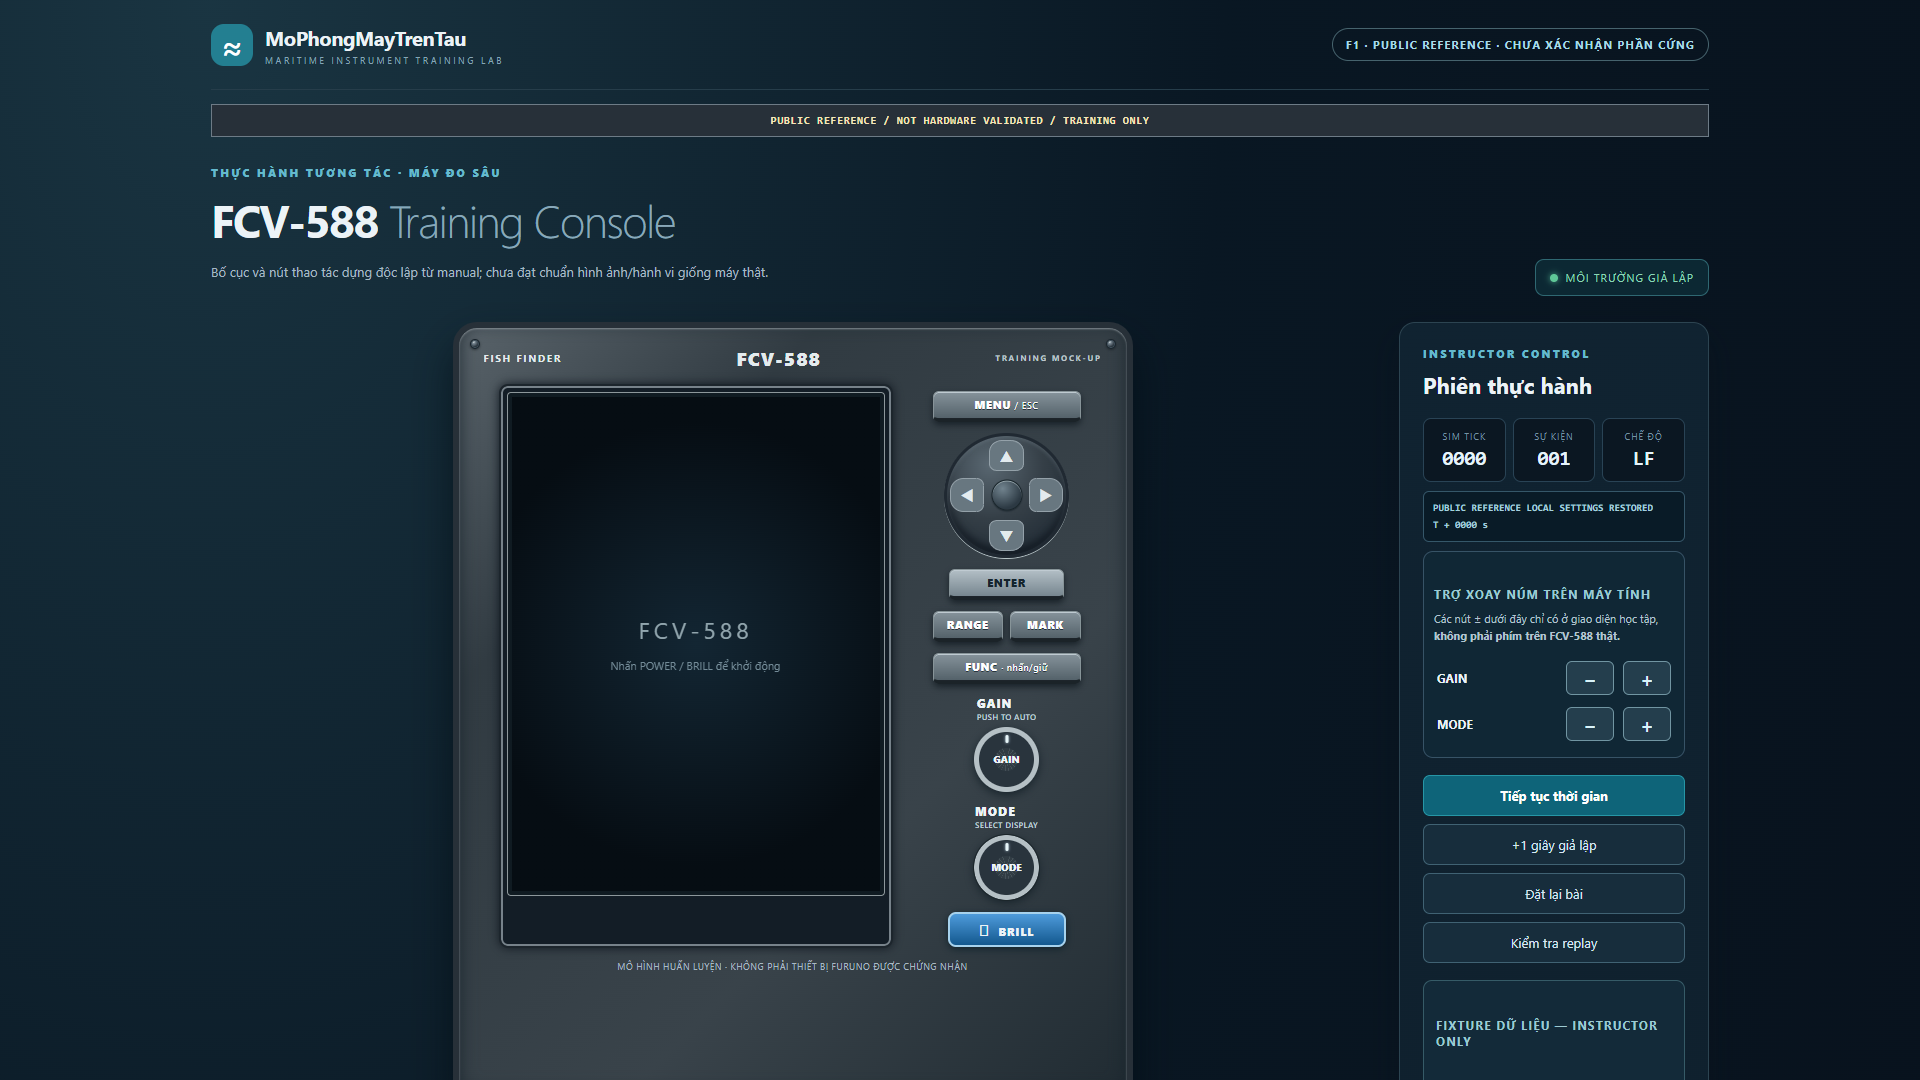 MoPhongMayTrenTau
MARITIME INSTRUMENT TRAINING LAB
F1 · PUBLIC REFERENCE · CHƯA XÁC NHẬN PHẦN CỨNG
PUBLIC REFERENCE / NOT HARDWARE VALIDATED / TRAINING ONLY
THỰC HÀNH TƯƠNG TÁC · MÁY ĐO SÂU
FCV-588 Training Console
Bố cục và nút thao tác dựng độc lập từ manual; chưa đạt chuẩn hình ảnh/hành vi giống máy thật.
MÔI TRƯỜNG GIẢ LẬP
FISH FINDER
FCV-588
TRAINING MOCK-UP
FCV-588
Nhấn POWER / BRILL để khởi động
MENU / ESC
▲
◀
▶
▼
ENTER
RANGE
MARK
FUNC · nhấn/giữ
GAIN
PUSH TO AUTO
GAIN
MODE
SELECT DISPLAY
MODE
BRILL
MÔ HÌNH HUẤN LUYỆN · KHÔNG PHẢI THIẾT BỊ FURUNO ĐƯỢC CHỨNG NHẬN
INSTRUCTOR CONTROL
Phiên thực hành
SIM TICK
0000
SỰ KIỆN
001
CHẾ ĐỘ
LF
PUBLIC REFERENCE LOCAL SETTINGS RESTORED
T + 0000 s
TRỢ XOAY NÚM TRÊN MÁY TÍNH
Các nút ± dưới đây chỉ có ở giao diện học tập,
không phải phím trên FCV-588 thật.
GAIN
−
+
MODE
−
+
Tiếp tục thời gian
+1 giây giả lập
Đặt lại bài
Kiểm tra replay
FIXTURE DỮ LIỆU — INSTRUCTOR
ONLY